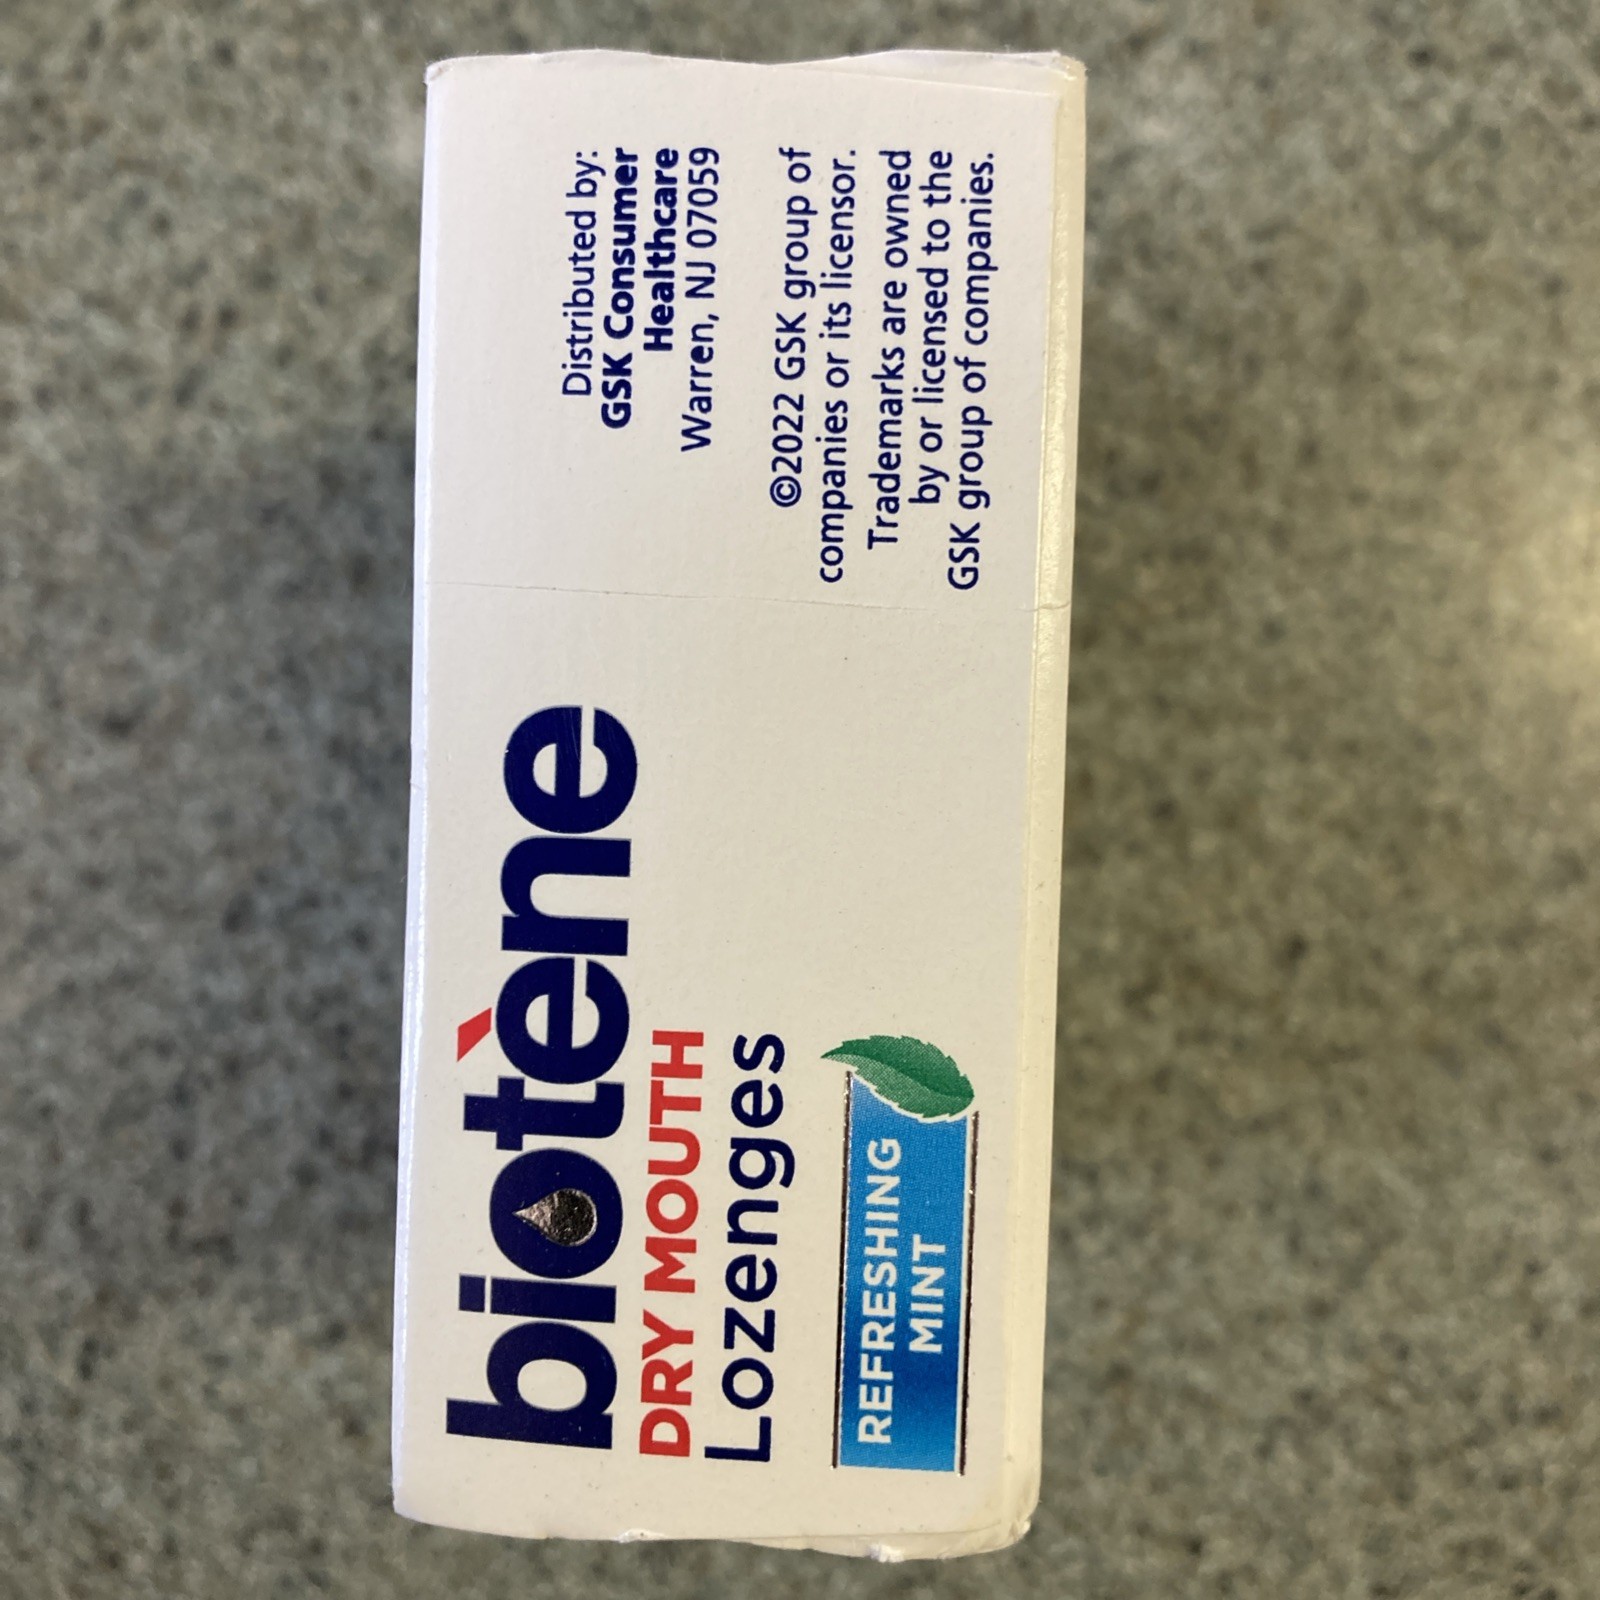 biotène
DRY MOUTH
Lozenges
REFRESHING
MINT
Distributed by:
GSK Consumer
Healthcare
Warren, NJ 07059
©2022 GSK group of
companies or its licensor.
Trademarks are owned
by or licensed to the
GSK group of companies.